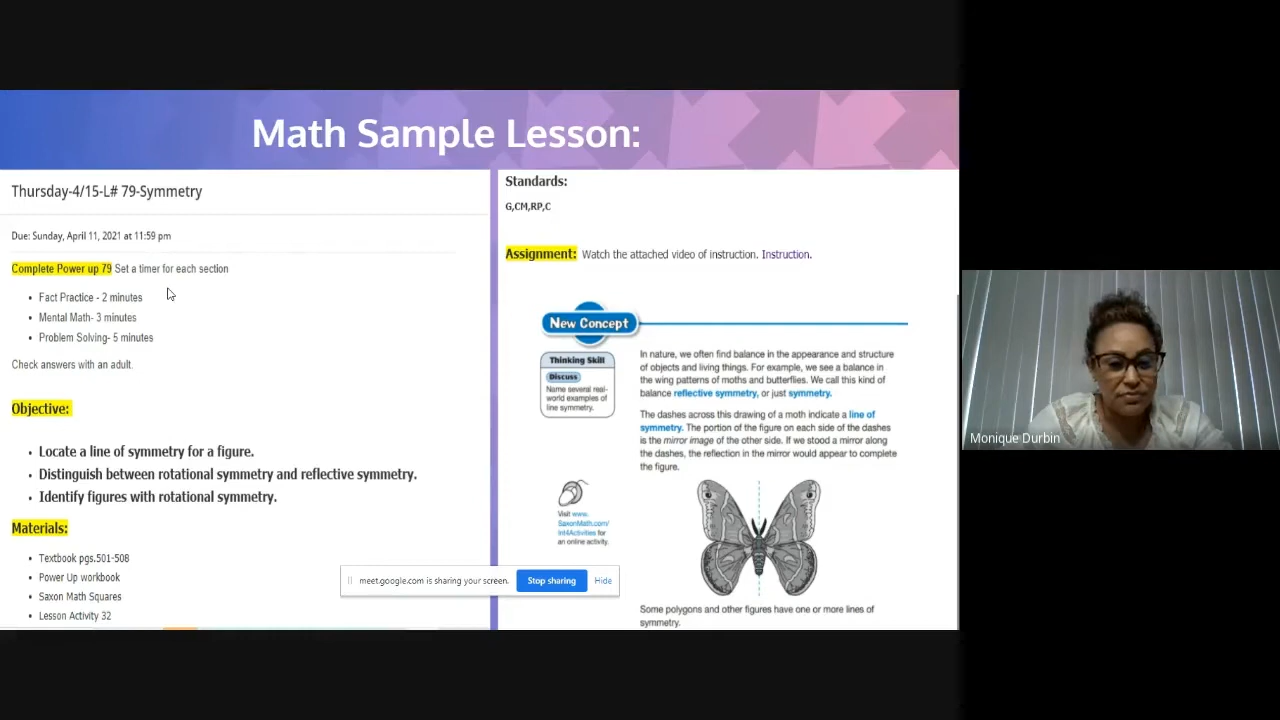 Math Sample Lesson:
Thursday-4/15-L# 79-Symmetry
Due: Sunday, April 11, 2021 at 11:59 pm
Complete Power up 79 Set a timer for each section
• Fact Practice - 2 minutes
• Mental Math- 3 minutes
• Problem Solving- 5 minutes
Check answers with an adult.
Objective:
• Locate a line of symmetry for a figure.
• Distinguish between rotational symmetry and reflective symmetry.
• Identify figures with rotational symmetry.
Materials:
• Textbook pgs.501-508
• Power Up workbook
• Saxon Math Squares
• Lesson Activity 32
Standards:
G,CM,RP,C
Assignment: Watch the attached video of instruction. Instruction.
New Concept
Thinking Skill
Discuss
Name several real-
world examples of
line symmetry.
In nature, we often find balance in the appearance and structure
of objects and living things. For example, we see a balance in
the wing patterns of moths and butterflies. We call this kind of
balance reflective symmetry, or just symmetry.
The dashes across this drawing of a moth indicate a line of
symmetry. The portion of the figure on each side of the dashes
is the mirror image of the other side. If we stood a mirror along
the dashes, the reflection in the mirror would appear to complete
the figure.
Visit www.
SaxonMath.com/
Int4Activities for
an online activity.
Some polygons and other figures have one or more lines of
symmetry.
meet.google.com is sharing your screen.
Stop sharing
Hide
Monique Durbin